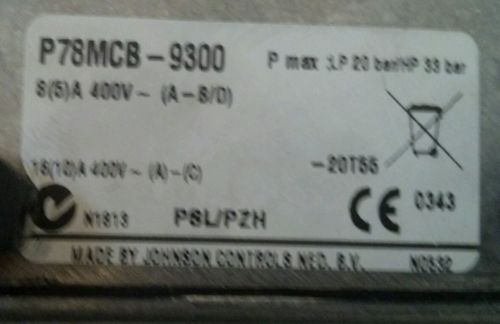 P78MCB-9300 P max :LP 20 bar/HP 33 bar
8(5)A 400V~ (A-B/D)
16(10)A 400V~ (A)-(C) -20T55
N1813 PSL/PZH CE 0343
MADE BY JOHNSON CONTROLS NED. B.V. N0532